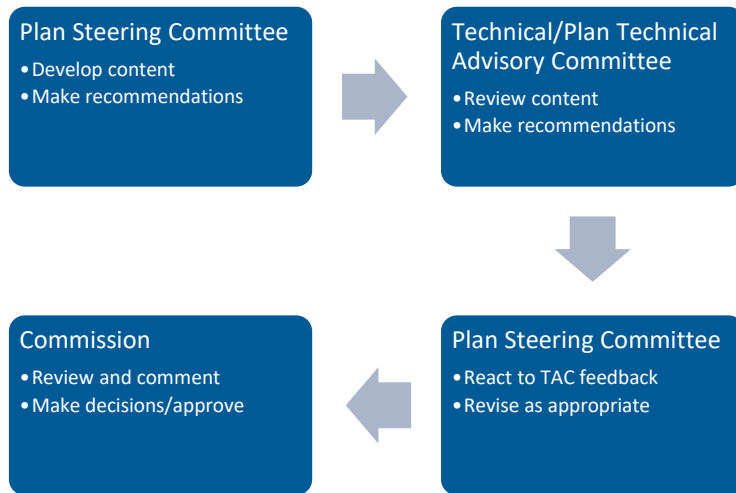 Plan Steering Committee
•Develop content
•Make recommendations
Technical/Plan Technical
Advisory Committee
•Review content
•Make recommendations
Plan Steering Committee
•React to TAC feedback
•Revise as appropriate
Commission
•Review and comment
•Make decisions/approve